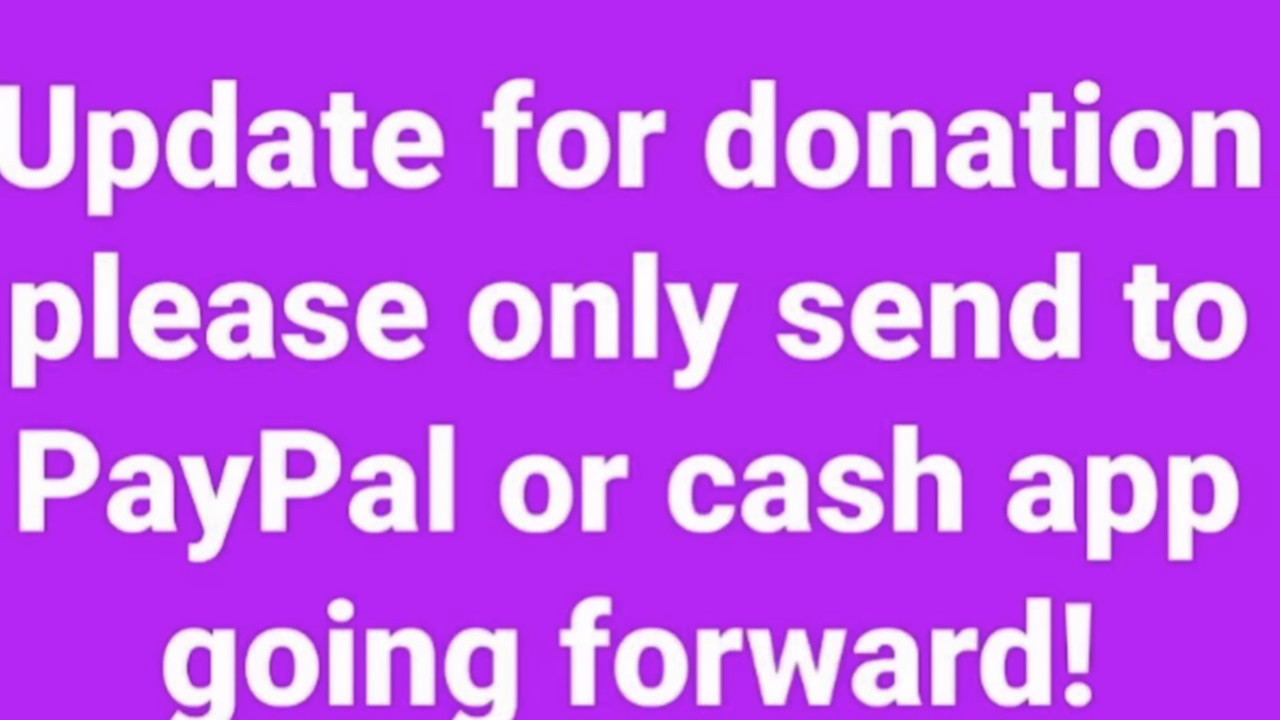 Update for donation
please only send to
PayPal or cash app
going forward!